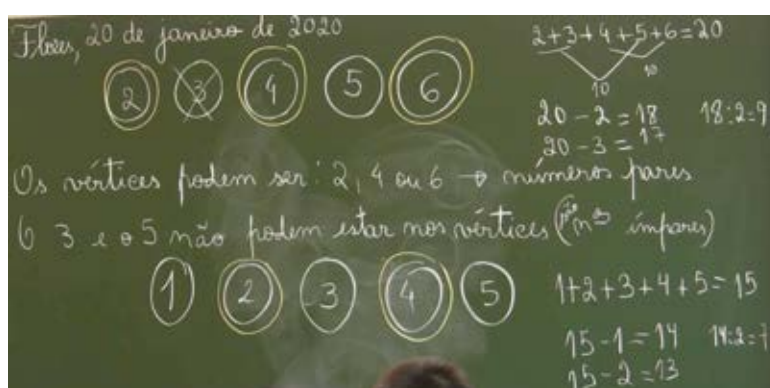 Flores, 20 de janeiro de 2020
2 3 4 5 6
2+3+4+5+6=20
10
10
20-2=18 18:2=9
20-3=17
Os vértices podem ser: 2, 4 ou 6 → números pares
O 3 e o 5 não podem estar nos vértices (são nos ímpares)
1 2 3 4 5
1+2+3+4+5=15
15-1=14 14:2=7
15-2=13